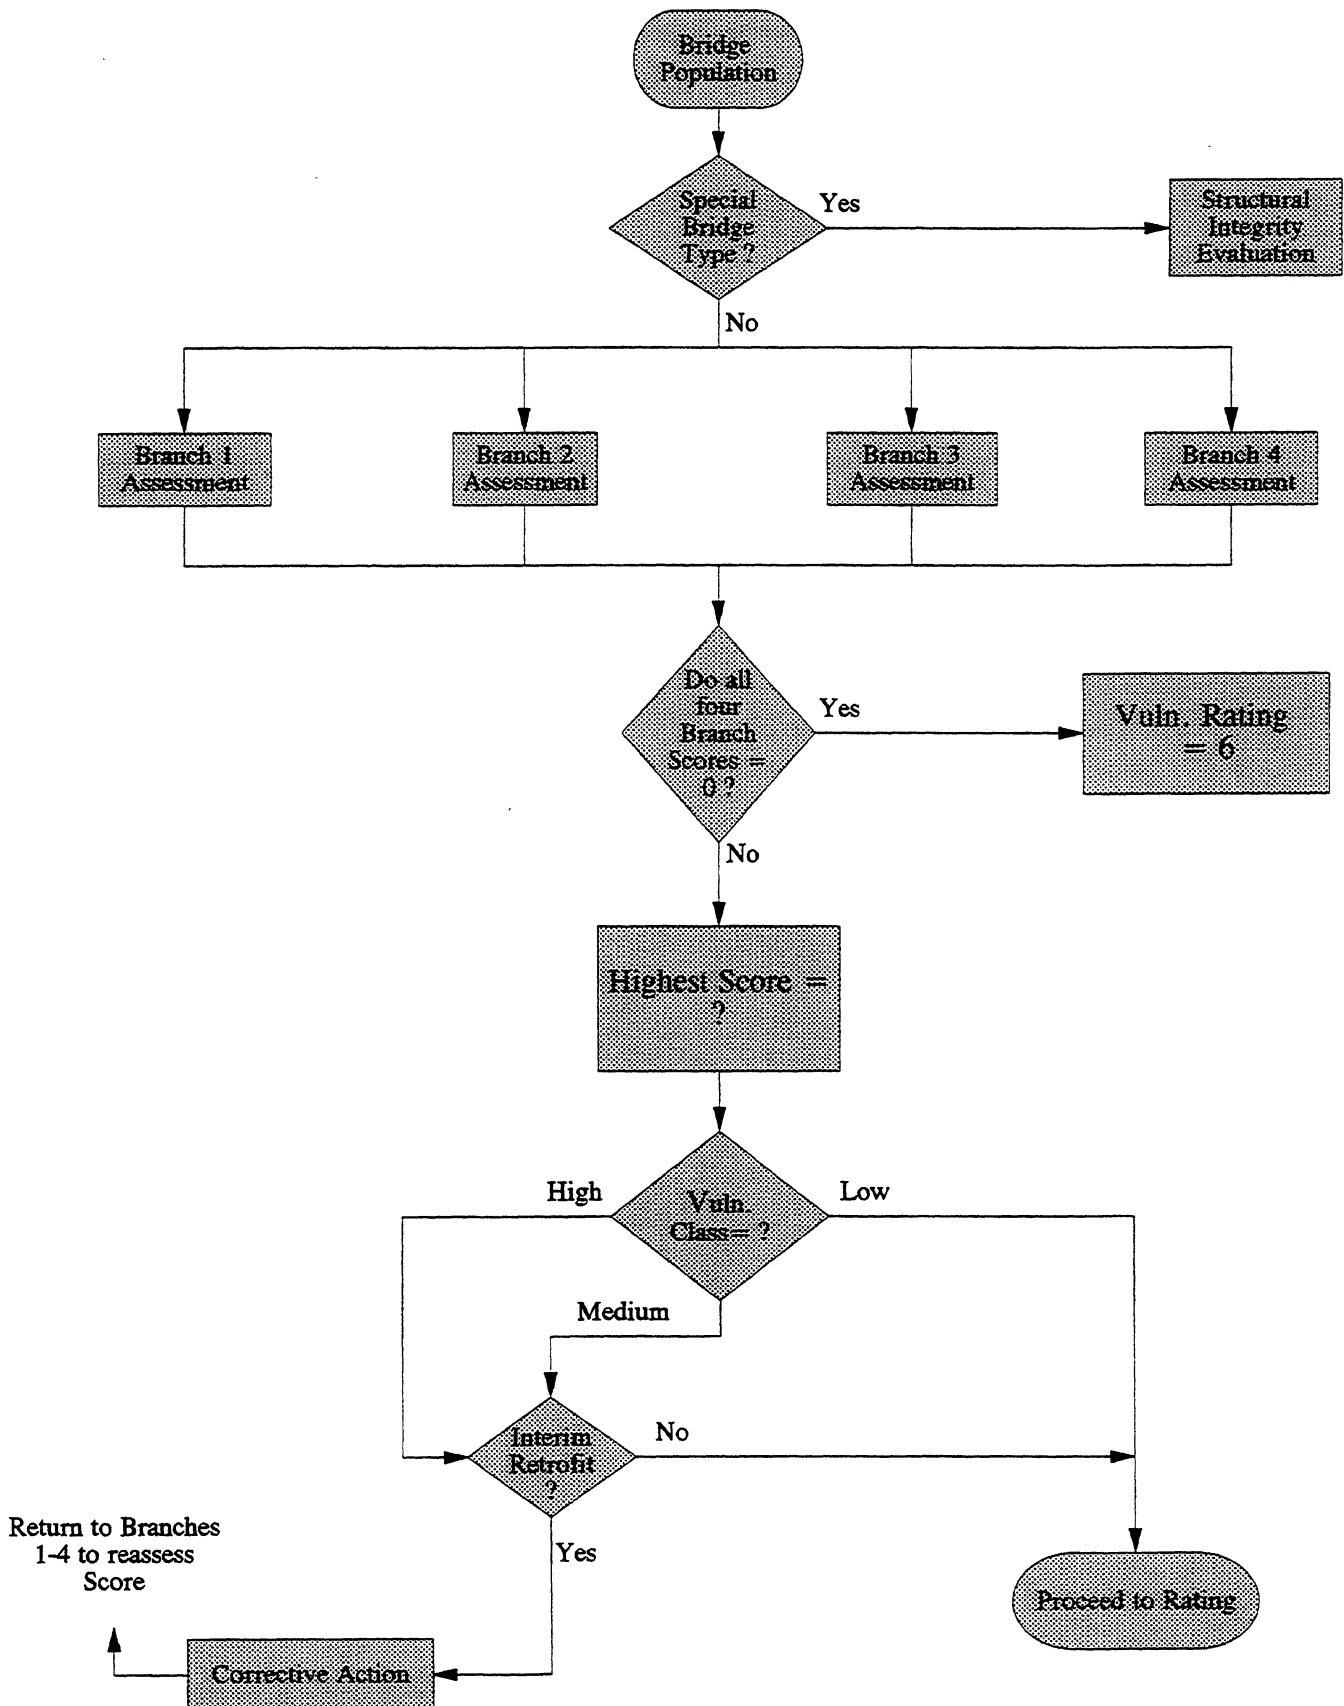 Bridge
Population
Special
Bridge
Type ?
Yes
Structural
Integrity
Evaluation
No
Branch 1
Assessment
Branch 2
Assessment
Branch 3
Assessment
Branch 4
Assessment
Do all
four
Branch
Scores =
0 ?
Yes
Vuln. Rating
= 6
No
Highest Score =
?
High
Vuln.
Class= ?
Low
Medium
Interim
Retrofit
?
No
Return to Branches
1-4 to reassess
Score
Yes
Proceed to Rating
Corrective Action